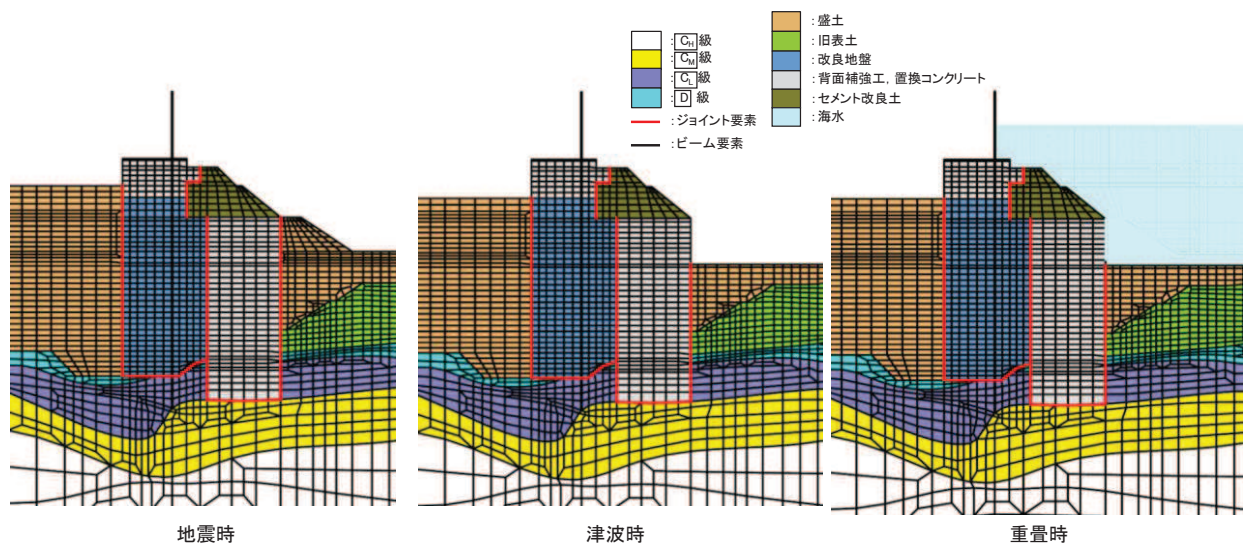 :CH級
:CM級
:CL級
:D 級
:ジョイント要素
:ビーム要素
:盛土
:旧表土
:改良地盤
:背面補強工, 置換コンクリート
:セメント改良土
:海水
地震時
津波時
重畳時